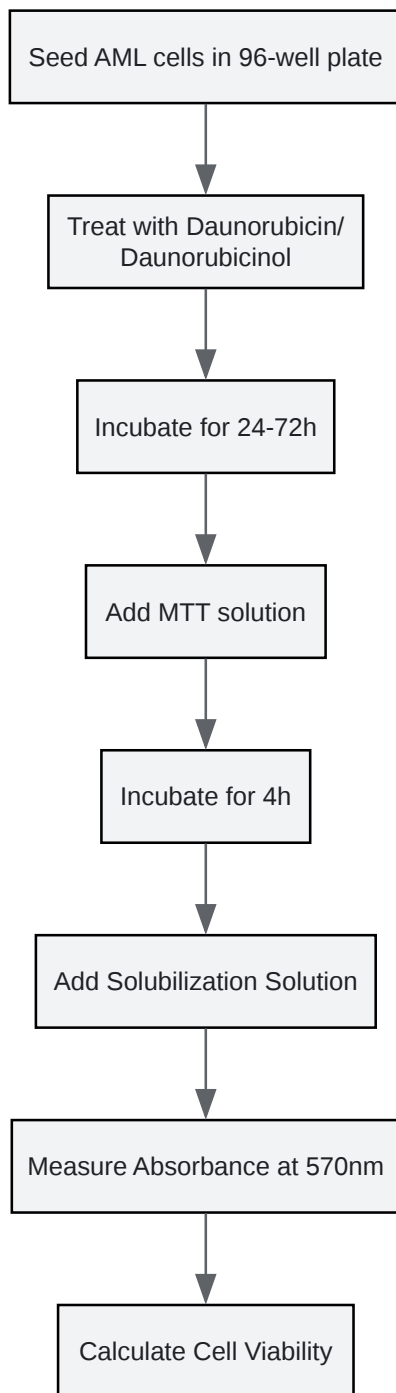 Seed AML cells in 96-well plate
Treat with Daunorubicin/
Daunorubicinol
Incubate for 24-72h
Add MTT solution
Incubate for 4h
Add Solubilization Solution
Measure Absorbance at 570nm
Calculate Cell Viability